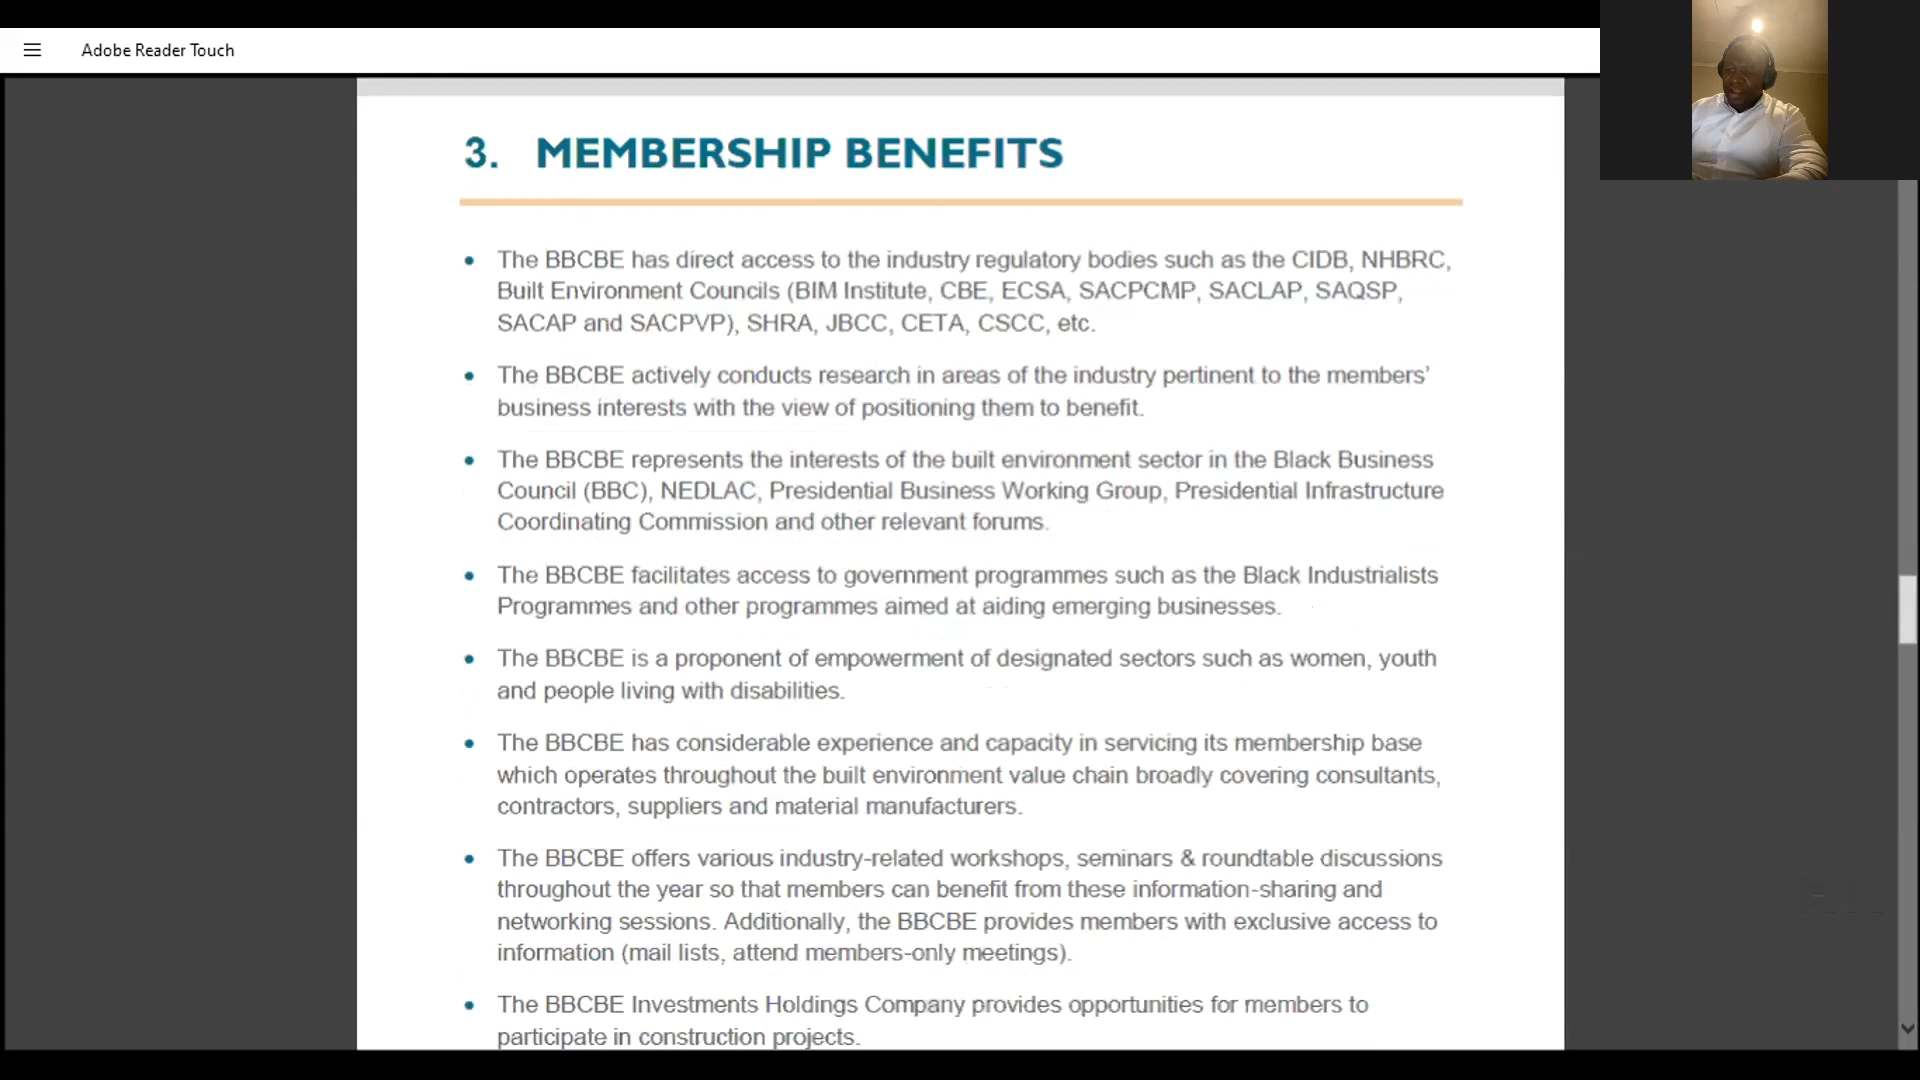 Adobe Reader Touch
3. MEMBERSHIP BENEFITS
• The BBCBE has direct access to the industry regulatory bodies such as the CIDB, NHBRC,
Built Environment Councils (BIM Institute, CBE, ECSA, SACPCMP, SACLAP, SAQSP,
SACAP and SACPVP), SHRA, JBCC, CETA, CSCC, etc.
• The BBCBE actively conducts research in areas of the industry pertinent to the members’
business interests with the view of positioning them to benefit.
• The BBCBE represents the interests of the built environment sector in the Black Business
Council (BBC), NEDLAC, Presidential Business Working Group, Presidential Infrastructure
Coordinating Commission and other relevant forums.
• The BBCBE facilitates access to government programmes such as the Black Industrialists
Programmes and other programmes aimed at aiding emerging businesses.
• The BBCBE is a proponent of empowerment of designated sectors such as women, youth
and people living with disabilities.
• The BBCBE has considerable experience and capacity in servicing its membership base
which operates throughout the built environment value chain broadly covering consultants,
contractors, suppliers and material manufacturers.
• The BBCBE offers various industry-related workshops, seminars & roundtable discussions
throughout the year so that members can benefit from these information-sharing and
networking sessions. Additionally, the BBCBE provides members with exclusive access to
information (mail lists, attend members-only meetings).
• The BBCBE Investments Holdings Company provides opportunities for members to
participate in construction projects.